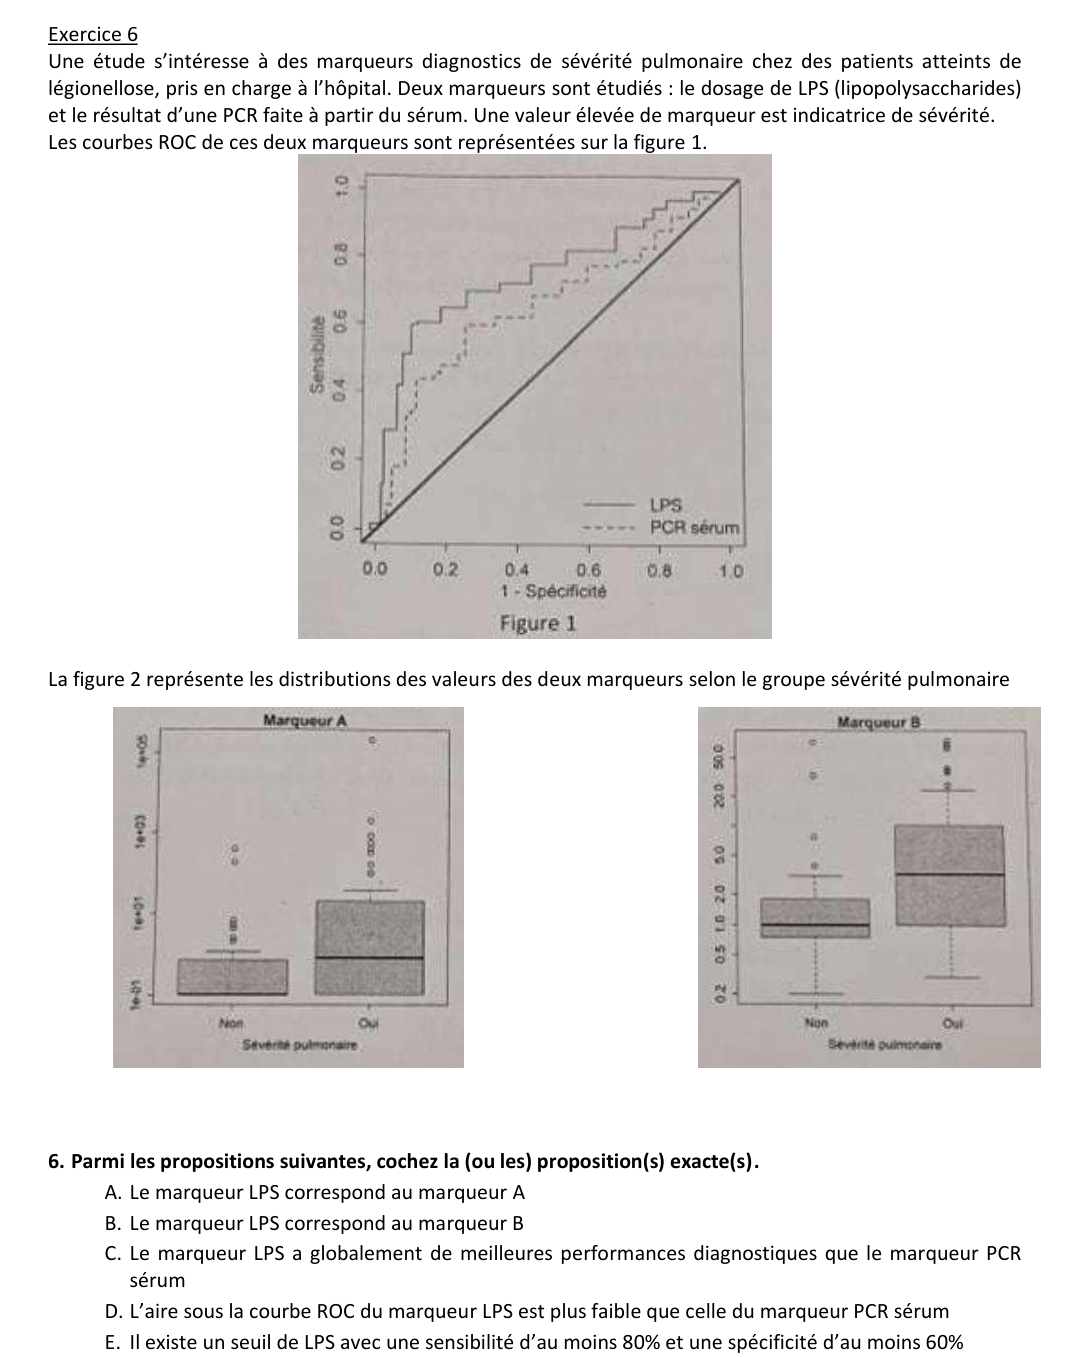 Exercice 6
Une étude s’intéresse à des marqueurs diagnostics de sévérité pulmonaire chez des patients atteints de
légionellose, pris en charge à l’hôpital. Deux marqueurs sont étudiés : le dosage de LPS (lipopolysaccharides)
et le résultat d’une PCR faite à partir du sérum. Une valeur élevée de marqueur est indicatrice de sévérité.
Les courbes ROC de ces deux marqueurs sont représentées sur la figure 1.
1.0
0.8
0.6
0.4
0.2
0.0
Sensibilité
LPS
PCR sérum
0.0 0.2 0.4 0.6 0.8 1.0
1 - Spécificité
Figure 1
La figure 2 représente les distributions des valeurs des deux marqueurs selon le groupe sévérité pulmonaire
Marqueur A
1e+05
1e+03
1e+01
1e-01
Non Oui
Sévérité pulmonaire
Marqueur B
50.0
20.0
5.0
2.0
1.0
0.5
0.2
Non Oui
Sévérité pulmonaire
6. Parmi les propositions suivantes, cochez la (ou les) proposition(s) exacte(s).
A. Le marqueur LPS correspond au marqueur A
B. Le marqueur LPS correspond au marqueur B
C. Le marqueur LPS a globalement de meilleures performances diagnostiques que le marqueur PCR
sérum
D. L’aire sous la courbe ROC du marqueur LPS est plus faible que celle du marqueur PCR sérum
E. Il existe un seuil de LPS avec une sensibilité d’au moins 80% et une spécificité d’au moins 60%